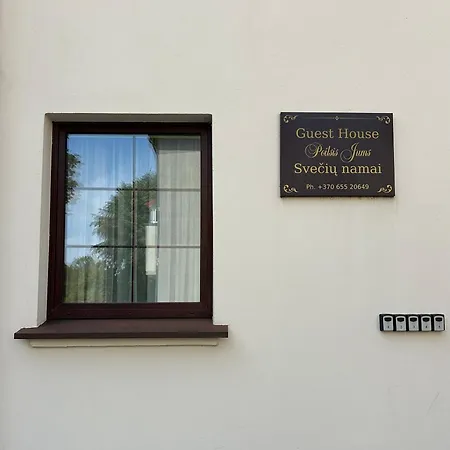 Guest House
Poilsis Jums
Svečių namai
Ph. +370 655 20649